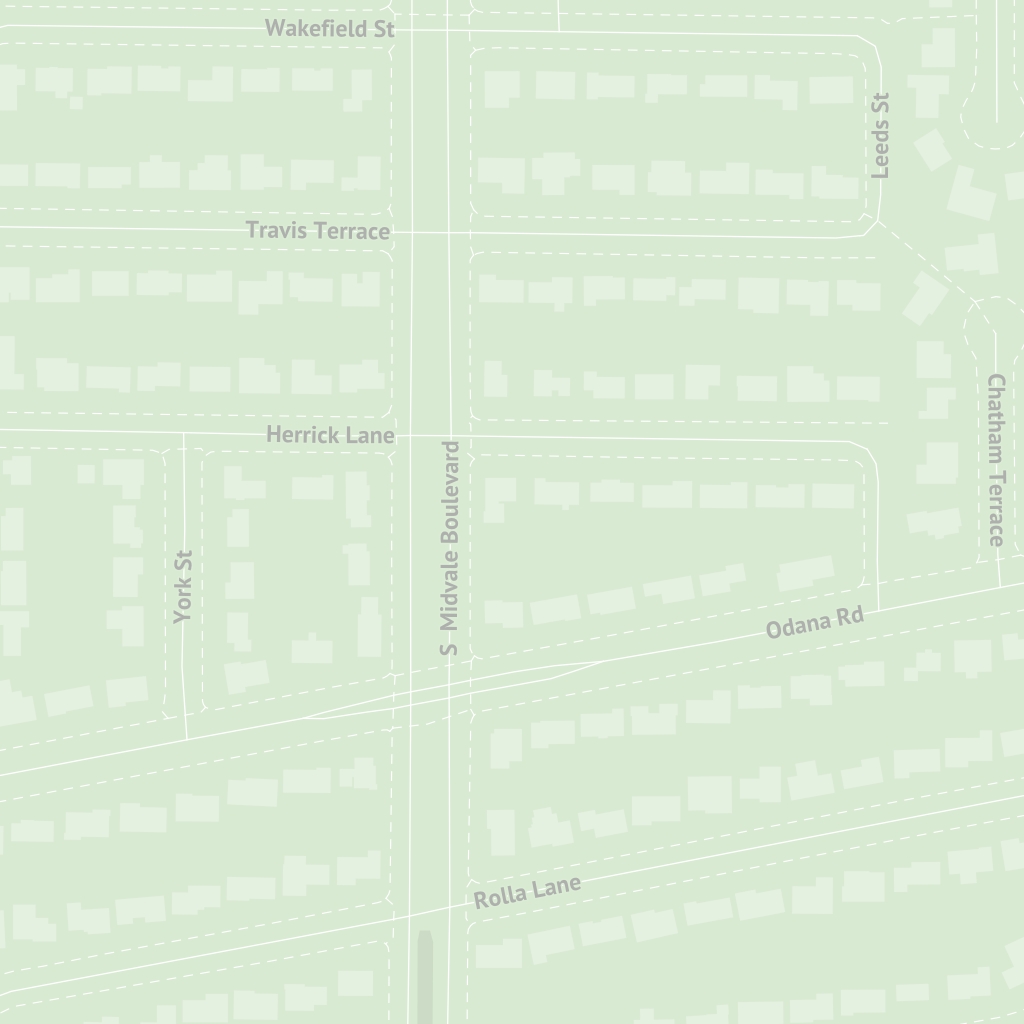 Wakefield St
Leeds St
Travis Terrace
Chatham Terrace
Herrick Lane
S Midvale Boulevard
York St
Odana Rd
Rolla Lane